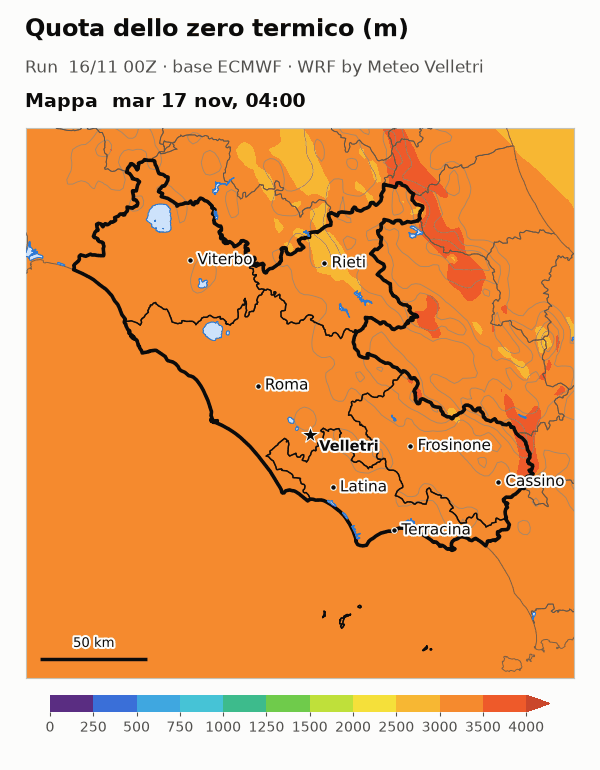 Quota dello zero termico (m)
Run  16/11 00Z · base ECMWF · WRF by Meteo Velletri
Mappa  mar 17 nov, 04:00
Viterbo
Rieti
Roma
Velletri
Frosinone
Cassino
Latina
Terracina
50 km
0 250 500 750 1000 1250 1500 2000 2500 3000 3500 4000